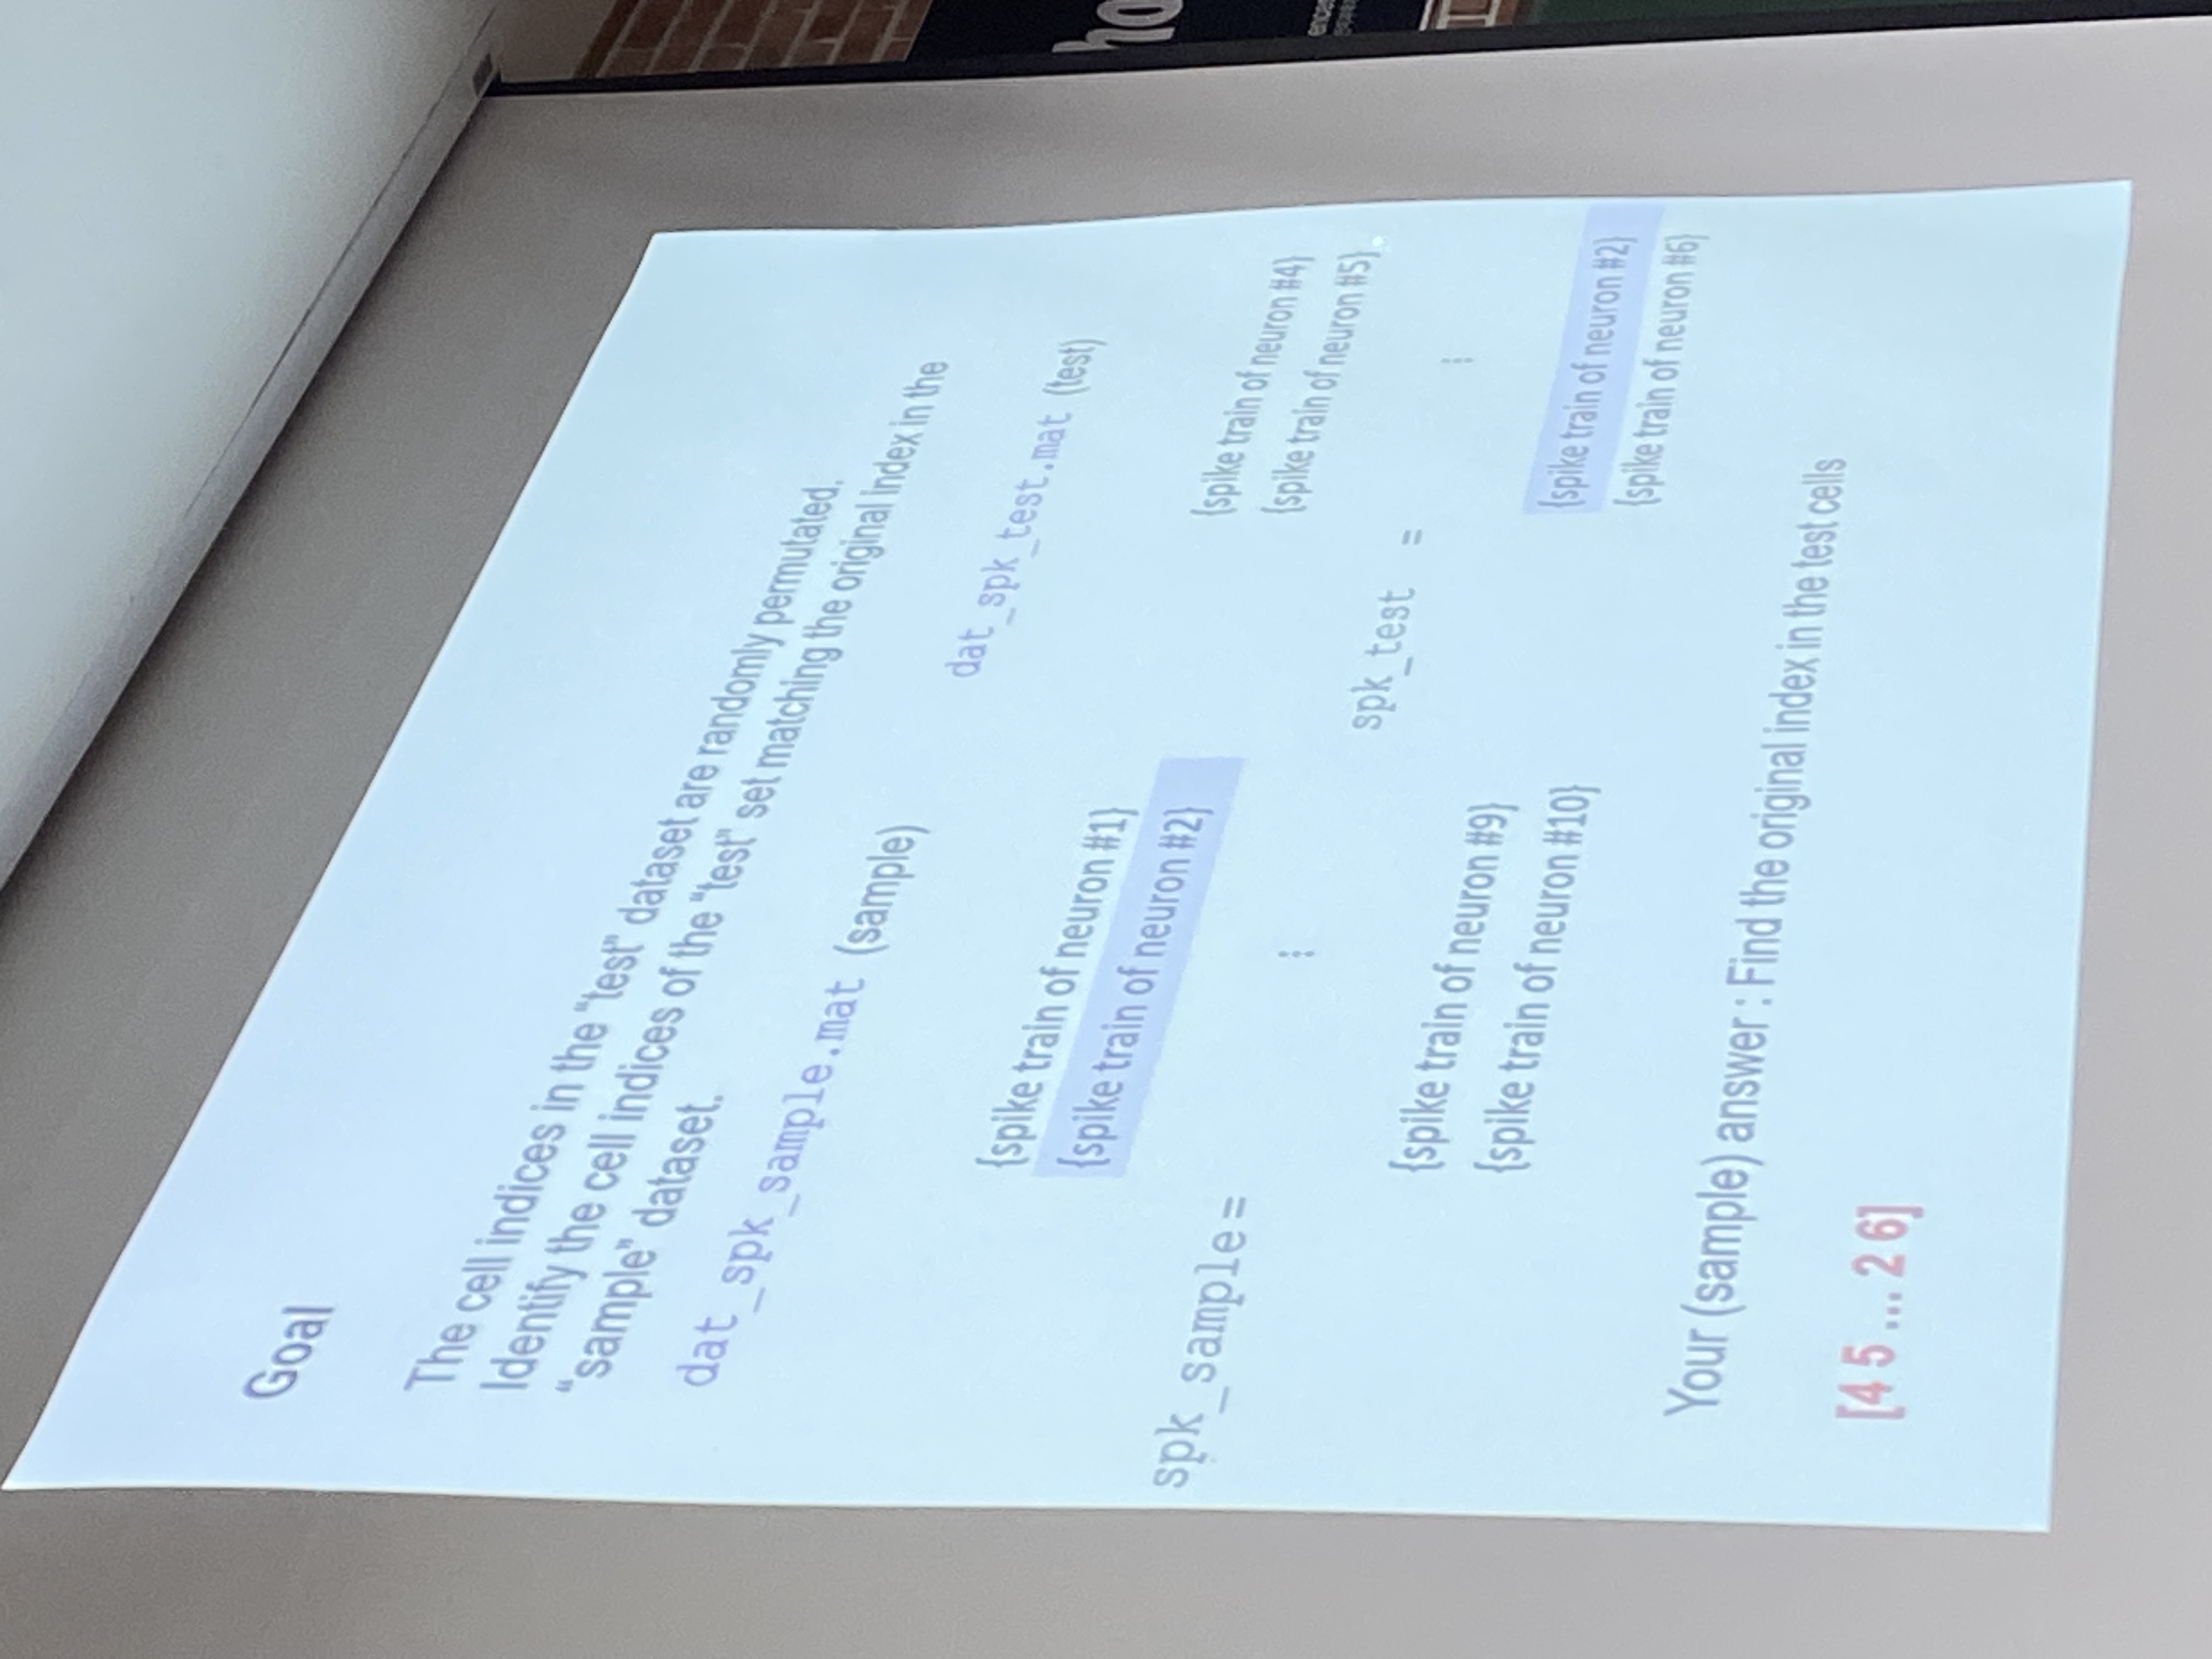 Goal
The cell indices in the “test” dataset are randomly permutated.
Identify the cell indices of the “test” set matching the original index in the
“sample” dataset.
dat_spk_sample.mat (sample)
dat_spk_test.mat (test)
{spike train of neuron #1}
{spike train of neuron #2}
spk_sample =
⋮
{spike train of neuron #9}
{spike train of neuron #10}
{spike train of neuron #4}
{spike train of neuron #5}
spk_test =
⋮
{spike train of neuron #2}
{spike train of neuron #6}
Your (sample) answer : Find the original index in the test cells
[4 5 ... 2 6]
ho